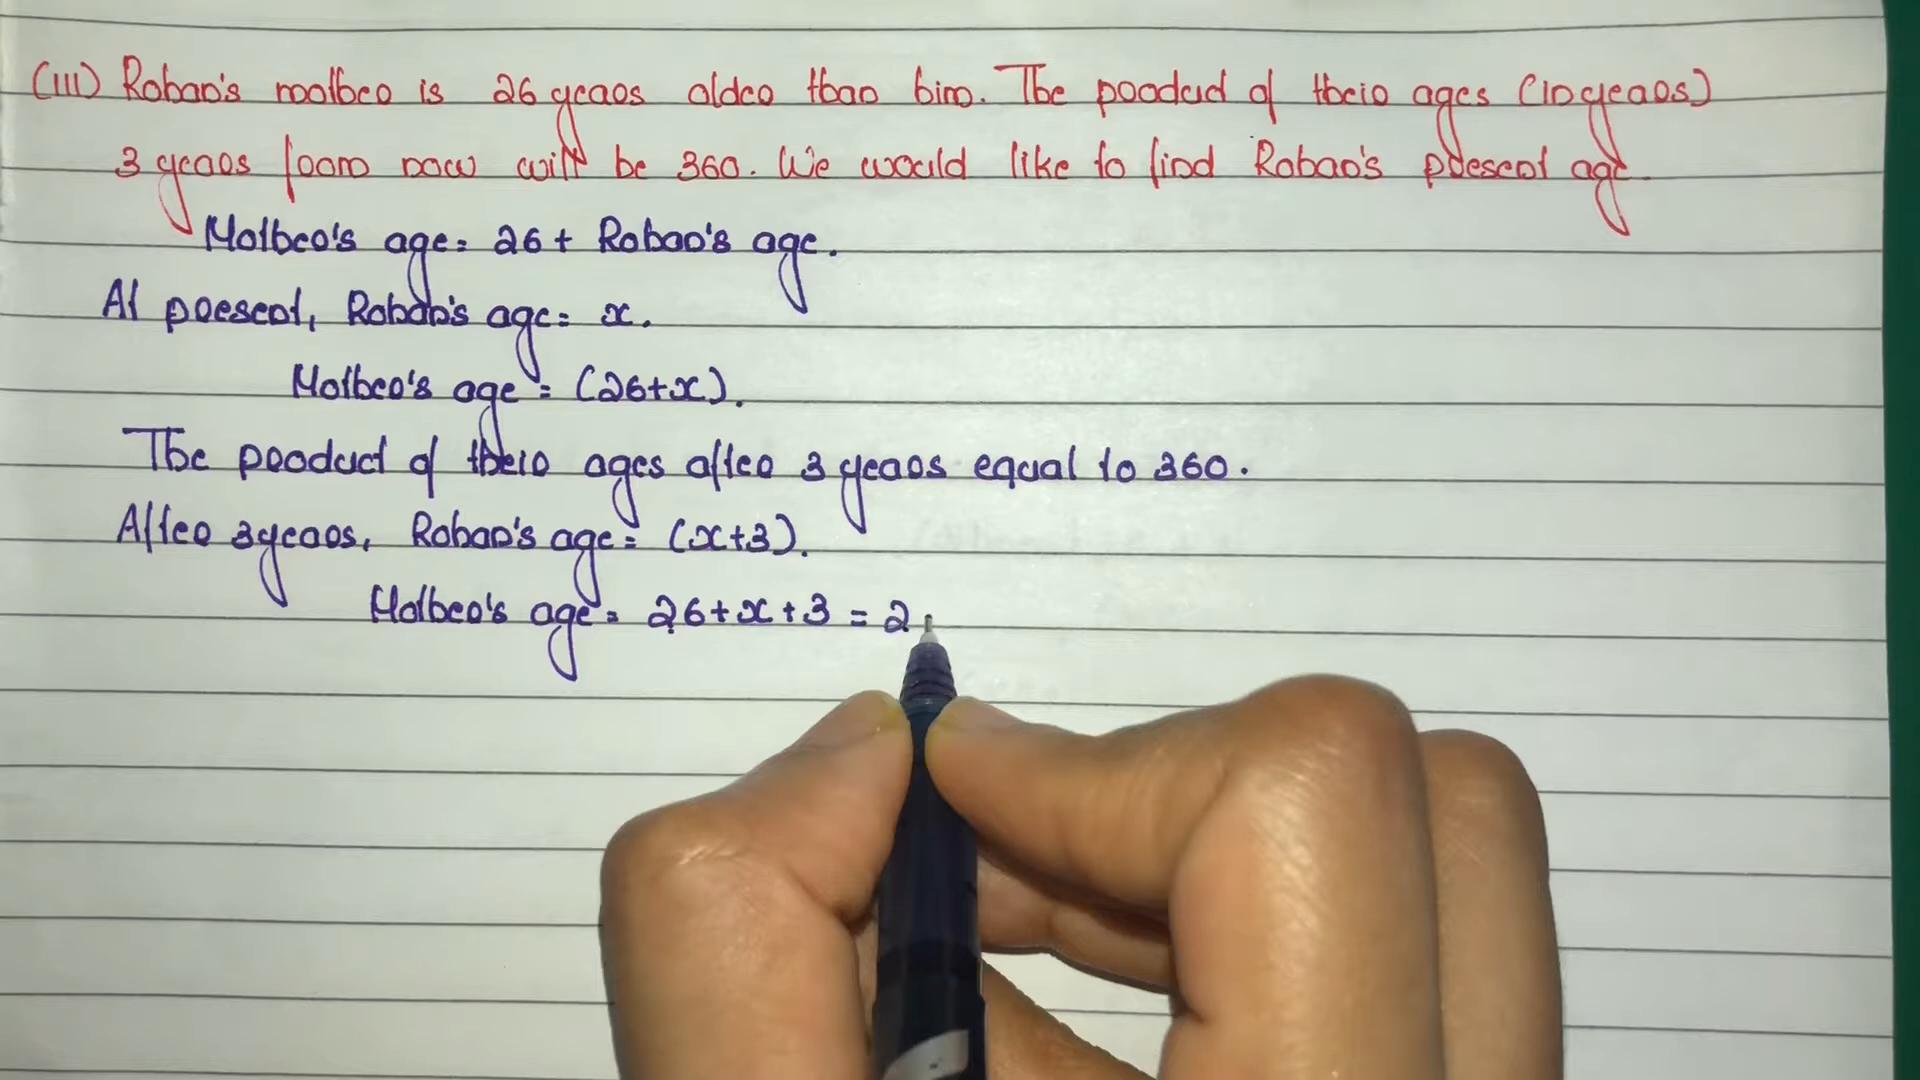 (iii) Rohan's mother is 26 years older than him. The product of their ages (in years)
3 years from now will be 360. We would like to find Rohan's present age.
Mother's age = 26 + Rohan's age.
At present, Rohan's age = x.
Mother's age = (26+x).
The product of their ages after 3 years equal to 360.
After 3 years, Rohan's age = (x+3).
Mother's age = 26+x+3 = 2